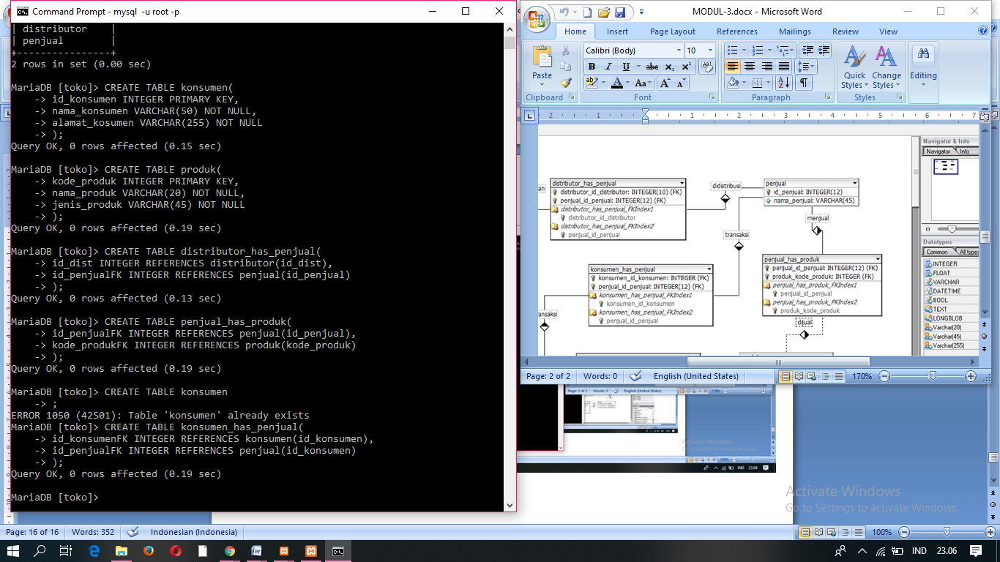 Command Prompt - mysql -u root -p
| distributor |
| penjual |
+----------------+
2 rows in set (0.00 sec)
MariaDB [toko]> CREATE TABLE konsumen(
-> id_konsumen INTEGER PRIMARY KEY,
-> nama_konsumen VARCHAR(50) NOT NULL,
-> alamat_kosumen VARCHAR(255) NOT NULL
-> );
Query OK, 0 rows affected (0.15 sec)
MariaDB [toko]> CREATE TABLE produk(
-> kode_produk INTEGER PRIMARY KEY,
-> nama_produk VARCHAR(20) NOT NULL,
-> jenis_produk VARCHAR(45) NOT NULL
-> );
Query OK, 0 rows affected (0.19 sec)
MariaDB [toko]> CREATE TABLE distributor_has_penjual(
-> id_dist INTEGER REFERENCES distributor(id_dist),
-> id_penjualFK INTEGER REFERENCES penjual(id_penjual)
-> );
Query OK, 0 rows affected (0.13 sec)
MariaDB [toko]> CREATE TABLE penjual_has_produk(
-> id_penjualFK INTEGER REFERENCES penjual(id_penjual),
-> kode_produkFK INTEGER REFERENCES produk(kode_produk)
-> );
Query OK, 0 rows affected (0.19 sec)
MariaDB [toko]> CREATE TABLE konsumen
-> ;
ERROR 1050 (42S01): Table 'konsumen' already exists
MariaDB [toko]> CREATE TABLE konsumen_has_penjual(
-> id_konsumenFK INTEGER REFERENCES konsumen(id_konsumen),
-> id_penjualFK INTEGER REFERENCES penjual(id_konsumen)
-> );
Query OK, 0 rows affected (0.19 sec)
MariaDB [toko]>
MODUL-3.docx - Microsoft Word
Home Insert Page Layout References Mailings Review View
Calibri (Body) 10
Paste
Quick Styles
Change Styles
Editing
Clipboard Font Paragraph Styles
2 1 1 2 3 4 5 6 7
Navigator & Info
Navigator Info
distributor_has_penjual
distributor_id_distributor: INTEGER(10) (FK)
penjual_id_penjual: INTEGER(12) (FK)
distributor_has_penjual_FKIndex1
distributor_id_distributor
distributor_has_penjual_FKIndex2
penjual_id_penjual
an
didistribusi
penjual
id_penjual: INTEGER(12)
nama_penjual: VARCHAR(45)
menjual
transaksi
konsumen_has_penjual
konsumen_id_konsumen: INTEGER (FK)
penjual_id_penjual: INTEGER(12) (FK)
konsumen_has_penjual_FKIndex1
konsumen_id_konsumen
konsumen_has_penjual_FKIndex2
penjual_id_penjual
ansaksi
penjual_has_produk
penjual_id_penjual: INTEGER(12) (FK)
produk_kode_produk: INTEGER (FK)
penjual_has_produk_FKIndex1
penjual_id_penjual
penjual_has_produk_FKIndex2
produk_kode_produk
dijual
Datatypes
Common All types
INTEGER
FLOAT
VARCHAR
DATETIME
BOOL
TEXT
LONGBLOB
Varchar(20)
Varchar(45)
Varchar(255)
Page: 2 of 2 Words: 0 English (United States) 170%
Activate Windows
Go to Settings to activate Windows.
Page: 16 of 16 Words: 352 Indonesian (Indonesia) 100%
IND 23.06